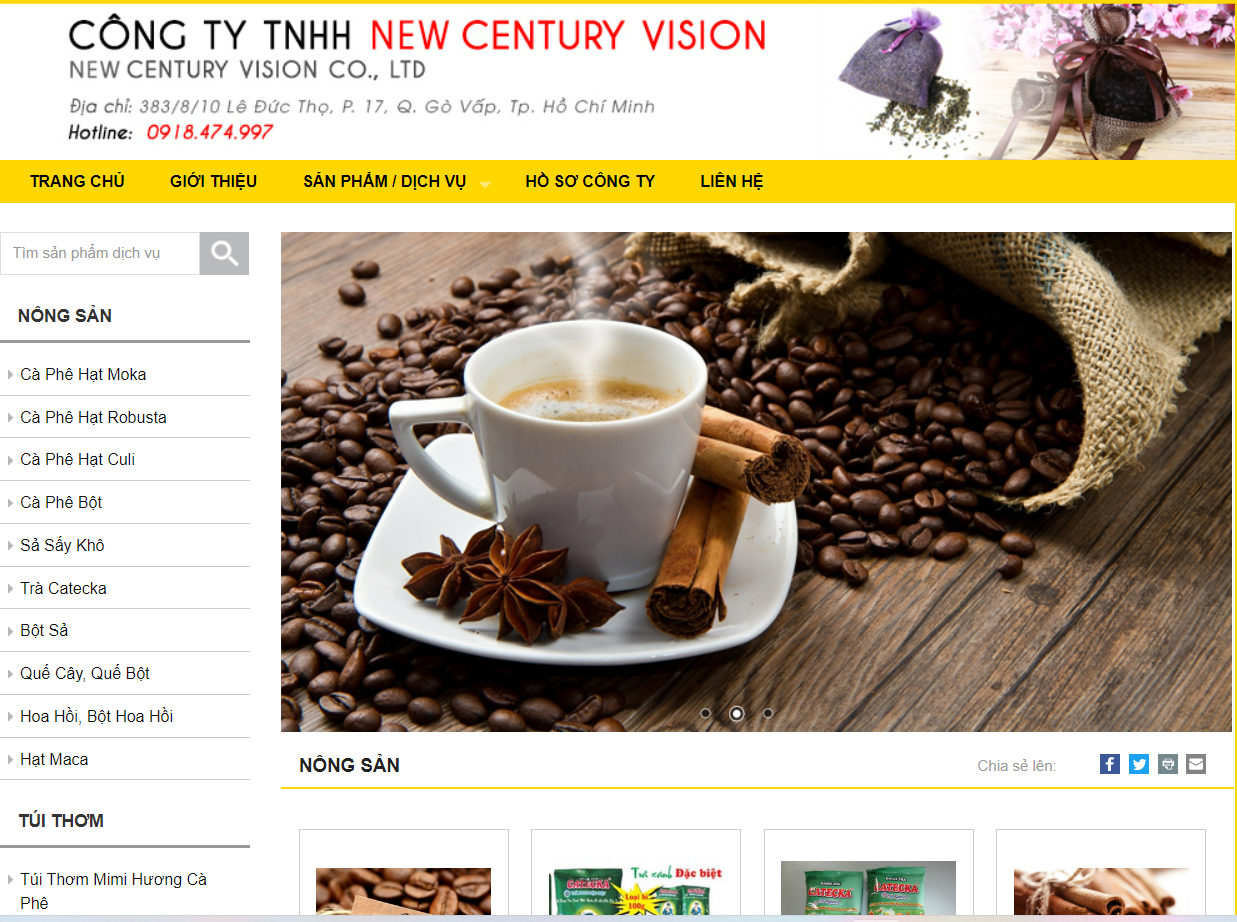 CÔNG TY TNHH NEW CENTURY VISION
NEW CENTURY VISION CO., LTD
Địa chỉ: 383/8/10 Lê Đức Thọ, P. 17, Q. Gò Vấp, Tp. Hồ Chí Minh
Hotline: 0918.474.997
TRANG CHỦ GIỚI THIỆU SẢN PHẨM / DỊCH VỤ HỒ SƠ CÔNG TY LIÊN HỆ
Tìm sản phẩm dịch vụ
NÔNG SẢN
Cà Phê Hạt Moka
Cà Phê Hạt Robusta
Cà Phê Hạt Culi
Cà Phê Bột
Sả Sấy Khô
Trà Catecka
Bột Sả
Quế Cây, Quế Bột
Hoa Hồi, Bột Hoa Hồi
Hạt Maca
TÚI THƠM
Túi Thơm Mimi Hương Cà
Phê
NÔNG SẢN
Chia sẻ lên:
Trà xanh Đặc biệt
CATECKA
Loại bì
100g
CATECKA
CATECKA